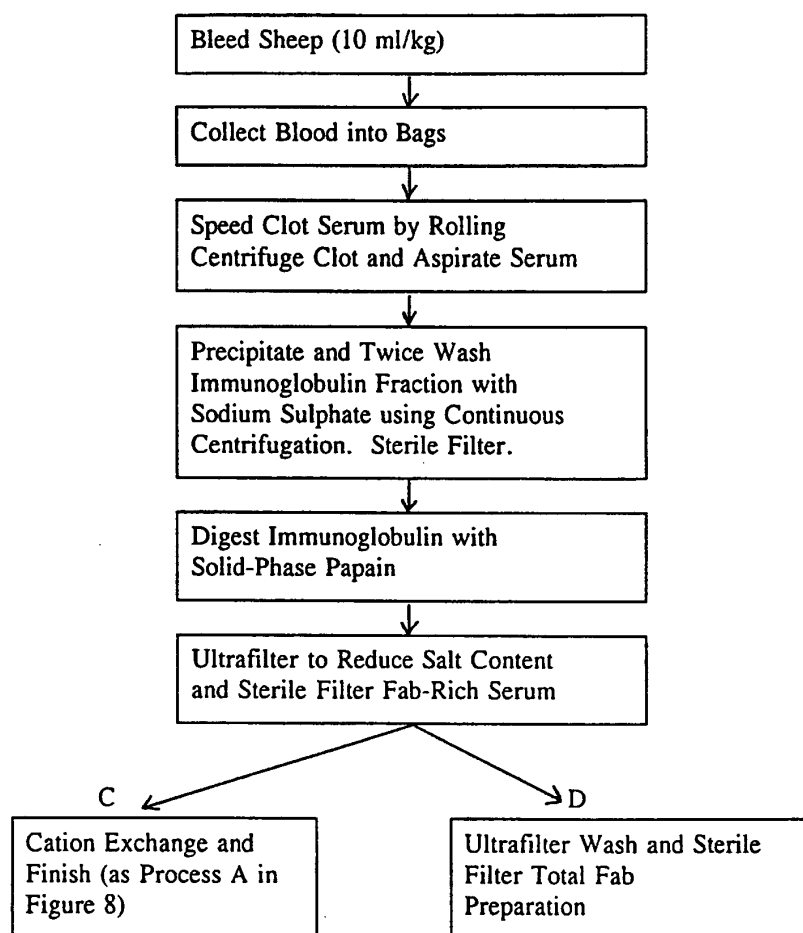 Bleed Sheep (10 ml/kg)
Collect Blood into Bags
Speed Clot Serum by Rolling
Centrifuge Clot and Aspirate Serum
Precipitate and Twice Wash
Immunoglobulin Fraction with
Sodium Sulphate using Continuous
Centrifugation. Sterile Filter.
Digest Immunoglobulin with
Solid-Phase Papain
Ultrafilter to Reduce Salt Content
and Sterile Filter Fab-Rich Serum
C
Cation Exchange and
Finish (as Process A in
Figure 8)
D
Ultrafilter Wash and Sterile
Filter Total Fab
Preparation